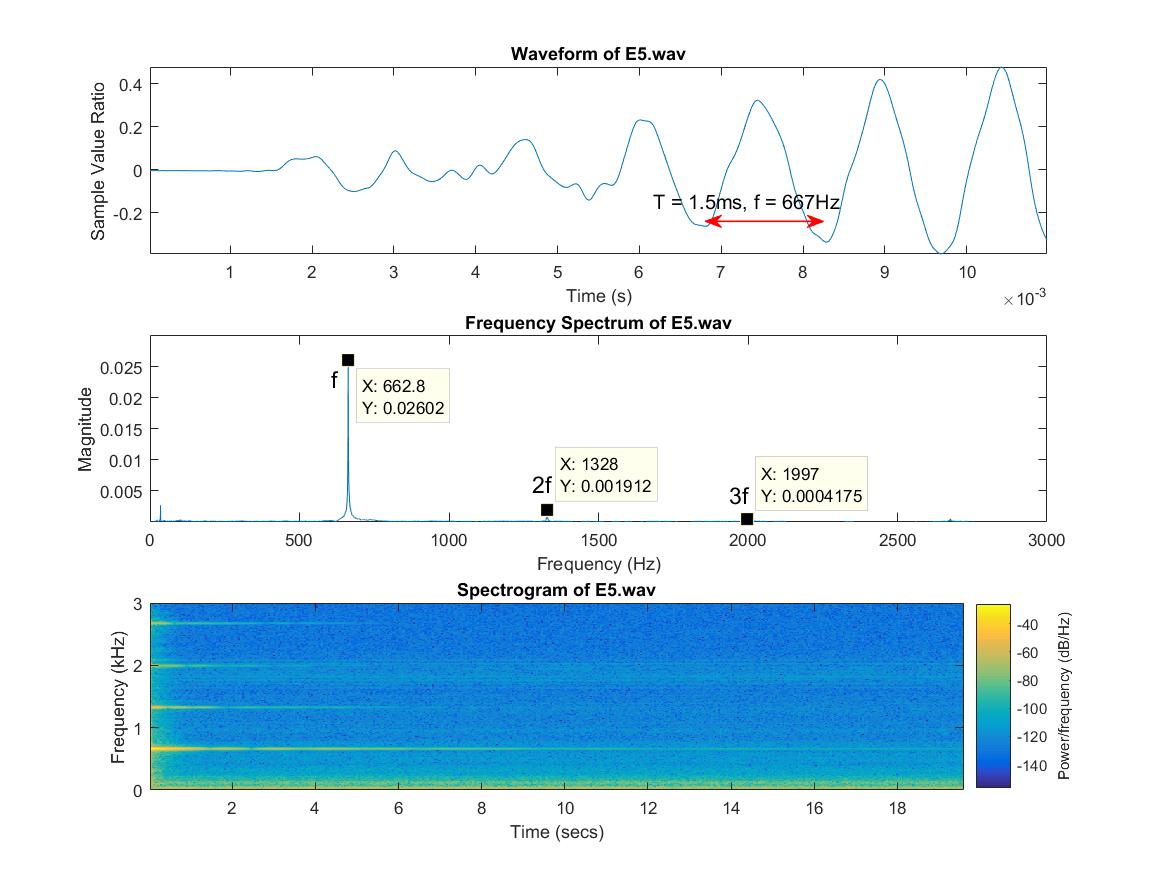 Waveform of E5.wav
Sample Value Ratio
0.4
0.2
0
-0.2
T = 1.5ms, f = 667Hz
1 2 3 4 5 6 7 8 9 10
Time (s)
×10-3
Frequency Spectrum of E5.wav
Magnitude
0.025
0.02
0.015
0.01
0.005
f
X: 662.8
Y: 0.02602
2f
X: 1328
Y: 0.001912
3f
X: 1997
Y: 0.0004175
0 500 1000 1500 2000 2500 3000
Frequency (Hz)
Spectrogram of E5.wav
Frequency (kHz)
3
2
1
0
2 4 6 8 10 12 14 16 18
Time (secs)
-40
-60
-80
-100
-120
-140
Power/frequency (dB/Hz)